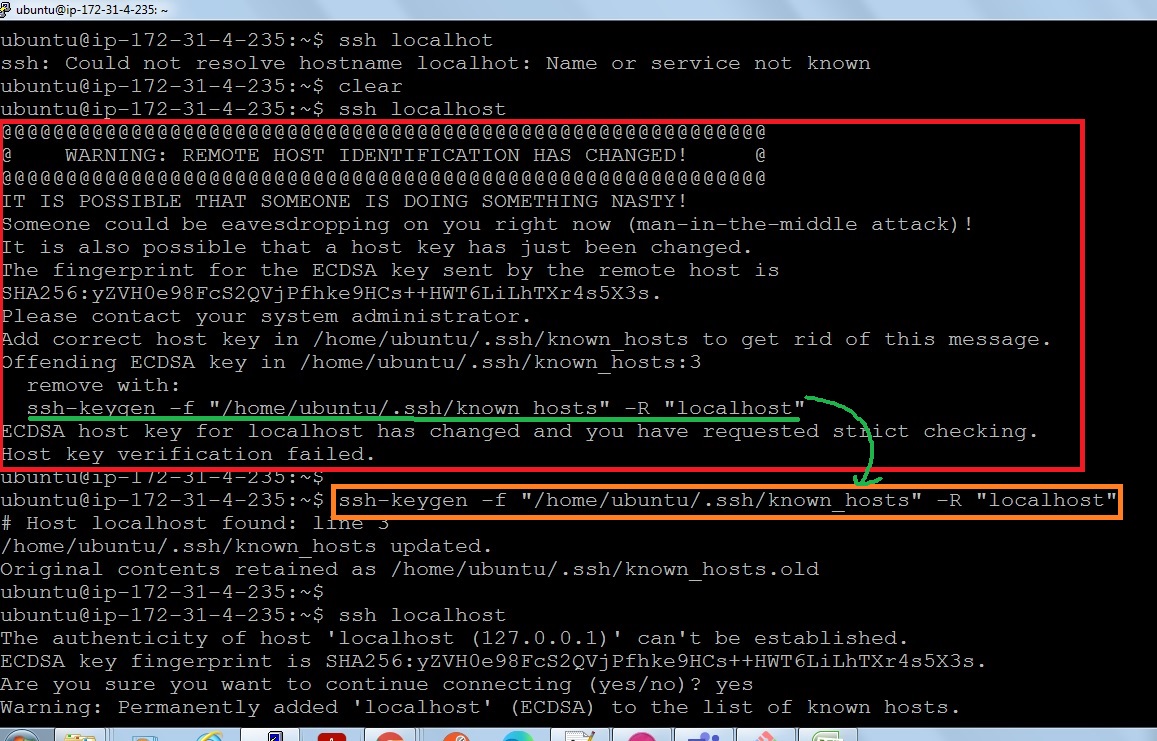 ubuntu@ip-172-31-4-235: ~
ubuntu@ip-172-31-4-235:~$ ssh localhot
ssh: Could not resolve hostname localhot: Name or service not known
ubuntu@ip-172-31-4-235:~$ clear
ubuntu@ip-172-31-4-235:~$ ssh localhost
@@@@@@@@@@@@@@@@@@@@@@@@@@@@@@@@@@@@@@@@@@@@@@@@@@@@@@@@@@@
@    WARNING: REMOTE HOST IDENTIFICATION HAS CHANGED!     @
@@@@@@@@@@@@@@@@@@@@@@@@@@@@@@@@@@@@@@@@@@@@@@@@@@@@@@@@@@@
IT IS POSSIBLE THAT SOMEONE IS DOING SOMETHING NASTY!
Someone could be eavesdropping on you right now (man-in-the-middle attack)!
It is also possible that a host key has just been changed.
The fingerprint for the ECDSA key sent by the remote host is
SHA256:yZVH0e98FcS2QVjPfhke9HCs++HWT6LiLhTXr4s5X3s.
Please contact your system administrator.
Add correct host key in /home/ubuntu/.ssh/known_hosts to get rid of this message.
Offending ECDSA key in /home/ubuntu/.ssh/known_hosts:3
  remove with:
  ssh-keygen -f "/home/ubuntu/.ssh/known_hosts" -R "localhost"
ECDSA host key for localhost has changed and you have requested strict checking.
Host key verification failed.
ubuntu@ip-172-31-4-235:~$
ubuntu@ip-172-31-4-235:~$ ssh-keygen -f "/home/ubuntu/.ssh/known_hosts" -R "localhost"
# Host localhost found: line 3
/home/ubuntu/.ssh/known_hosts updated.
Original contents retained as /home/ubuntu/.ssh/known_hosts.old
ubuntu@ip-172-31-4-235:~$
ubuntu@ip-172-31-4-235:~$ ssh localhost
The authenticity of host 'localhost (127.0.0.1)' can't be established.
ECDSA key fingerprint is SHA256:yZVH0e98FcS2QVjPfhke9HCs++HWT6LiLhTXr4s5X3s.
Are you sure you want to continue connecting (yes/no)? yes
Warning: Permanently added 'localhost' (ECDSA) to the list of known hosts.